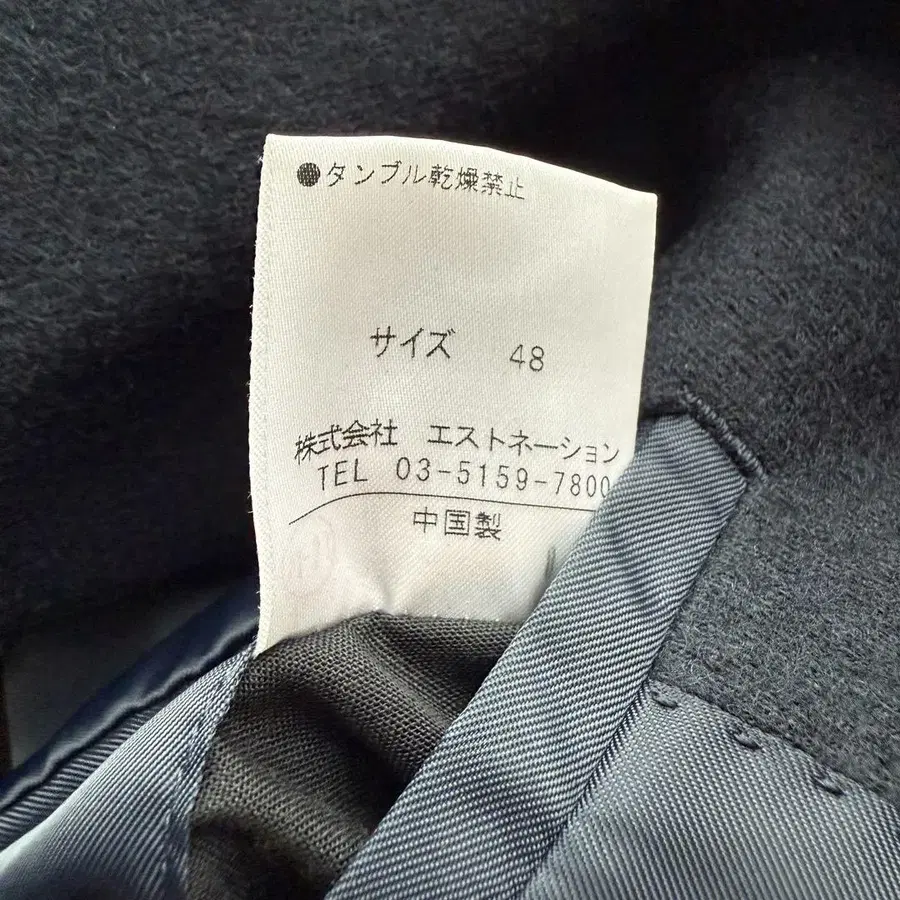 ●タンブル乾燥禁止
サイズ 48
株式会社 エストネーション
TEL 03-5159-7800
中国製